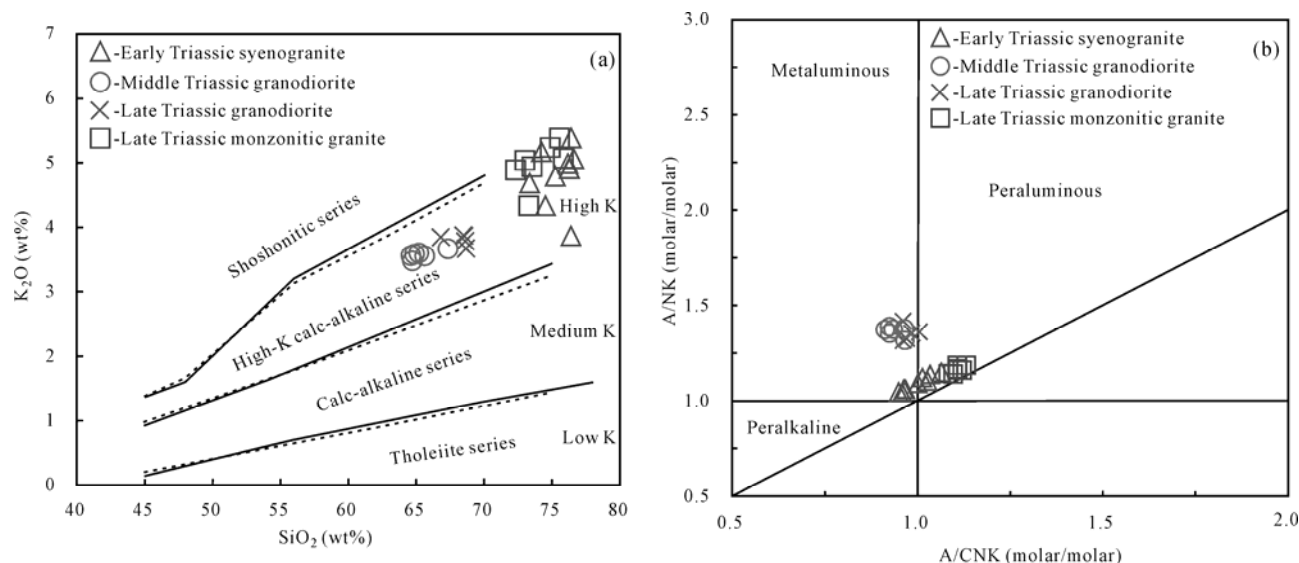 7
6
5
4
3
2
1
0
K₂O (wt%)
(a)
△-Early Triassic syenogranite
○-Middle Triassic granodiorite
×-Late Triassic granodiorite
□-Late Triassic monzonitic granite
Shoshonitic series
High K
High-K calc-alkaline series
Medium K
Calc-alkaline series
Low K
Tholeiite series
40 45 50 55 60 65 70 75 80
SiO₂ (wt%)
3.0
2.5
2.0
1.5
1.0
0.5
A/NK (molar/molar)
(b)
△-Early Triassic syenogranite
○-Middle Triassic granodiorite
×-Late Triassic granodiorite
□-Late Triassic monzonitic granite
Metaluminous
Peraluminous
Peralkaline
0.5 1.0 1.5 2.0
A/CNK (molar/molar)